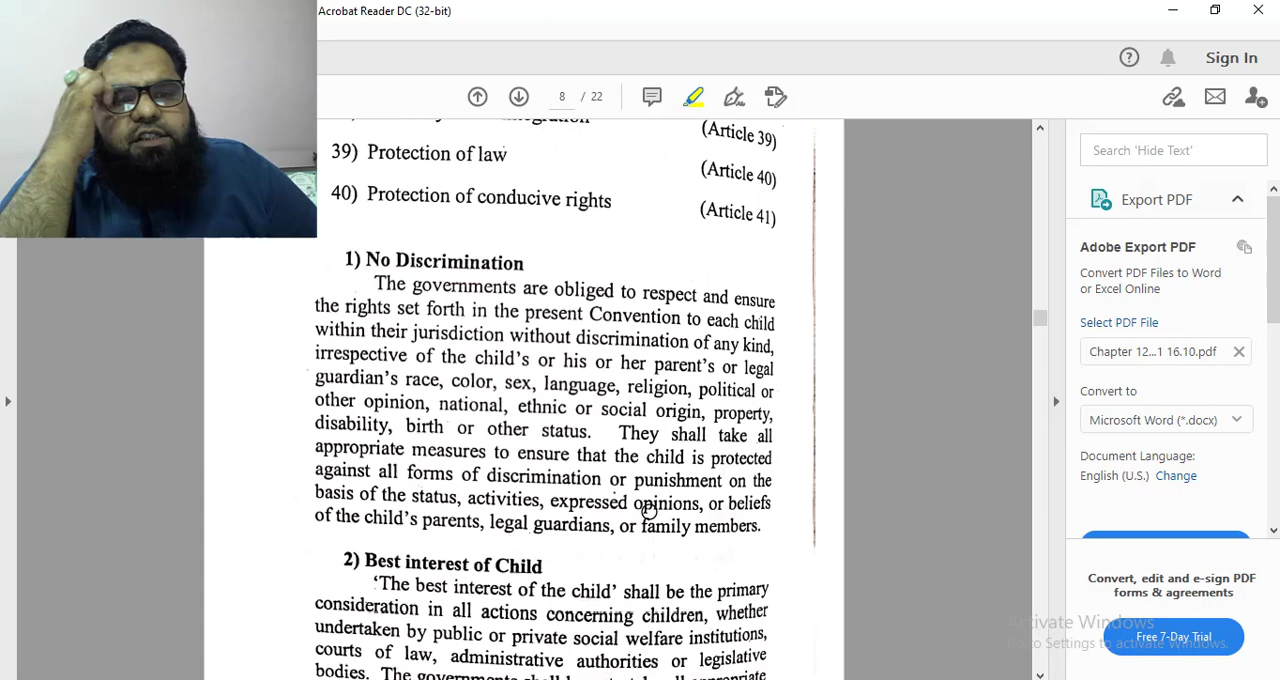 Acrobat Reader DC (32-bit)
Sign In
8 / 22
(Article 39)
39) Protection of law
(Article 40)
40) Protection of conducive rights
(Article 41)
1) No Discrimination
The governments are obliged to respect and ensure
the rights set forth in the present Convention to each child
within their jurisdiction without discrimination of any kind,
irrespective of the child's or his or her parent's or legal
guardian's race, color, sex, language, religion, political or
other opinion, national, ethnic or social origin, property,
disability, birth or other status. They shall take all
appropriate measures to ensure that the child is protected
against all forms of discrimination or punishment on the
basis of the status, activities, expressed opinions, or beliefs
of the child's parents, legal guardians, or family members.
2) Best interest of Child
'The best interest of the child' shall be the primary
consideration in all actions concerning children, whether
undertaken by public or private social welfare institutions,
courts of law, administrative authorities or legislative
bodies. The governments shall
Search 'Hide Text'
Export PDF
Adobe Export PDF
Convert PDF Files to Word
or Excel Online
Select PDF File
Chapter 12...1 16.10.pdf
Convert to
Microsoft Word (*.docx)
Document Language:
English (U.S.) Change
Convert, edit and e-sign PDF
forms & agreements
Activate Windows
Go to Settings to activate Windows.
Free 7-Day Trial